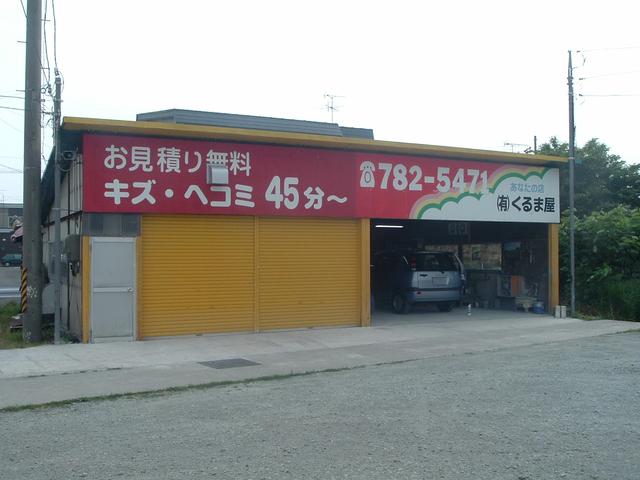 お見積り無料
キズ・ヘコミ 45分～
☎782-5471
あなたの店
㈲くるま屋